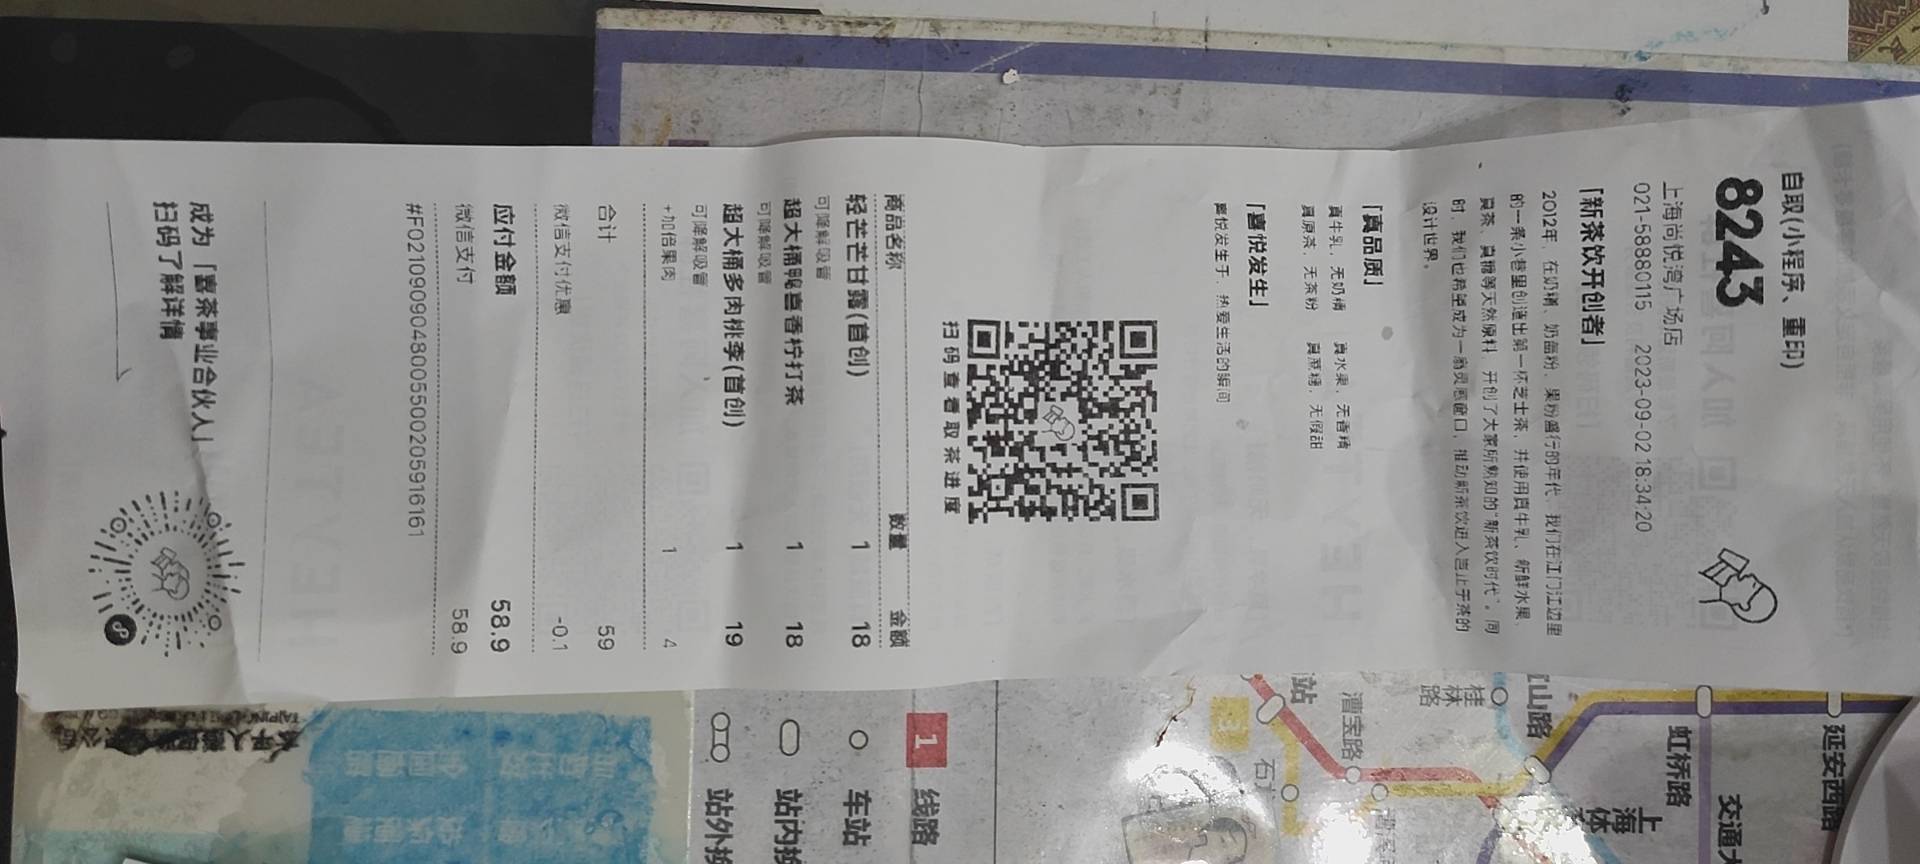 自取(小程序、重印)
8243
上海尚悦湾广场店
021-58880115 2023-09-02 18:34:20
「新茶饮开创者」
2012年, 在奶精、奶盖粉、果粉盛行的年代, 我们在江门江边里
的一条小巷里创造出第一杯芝士茶, 并使用真牛乳、新鲜水果、
真茶、真糖等天然原料, 开创了大家所熟知的“新茶饮时代”。同
时, 我们也希望成为一扇灵感窗口, 推动新茶饮进入岂止于茶的
设计世界。
「真品质」
真牛乳, 无奶精 真水果, 无香精
真原茶, 无茶粉 真蔗糖, 无假甜
「喜悦发生」
喜悦发生于, 热爱生活的瞬间
扫码查看取茶进度
商品名称 数量 金额
轻芒芒甘露(首创) 1 18
可降解吸管
超大桶鸭喜香柠打茶 1 18
可降解吸管
超大桶多肉桃李(首创) 1 19
可降解吸管
+加倍果肉 1 4
合计 59
微信支付优惠 -0.1
应付金额 58.9
微信支付 58.9
#F0210909048005500205916161
成为「喜茶事业合伙人」
扫码了解详情
1 线路
车站
站内换
站外换
3
站
漕宝路
石
桂林路
虹桥路
延安西路
交通大
上海体